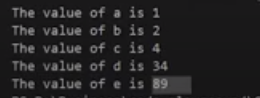 The value of a is 1
The value of b is 2
The value of c is 4
The value of d is 34
The value of e is 89